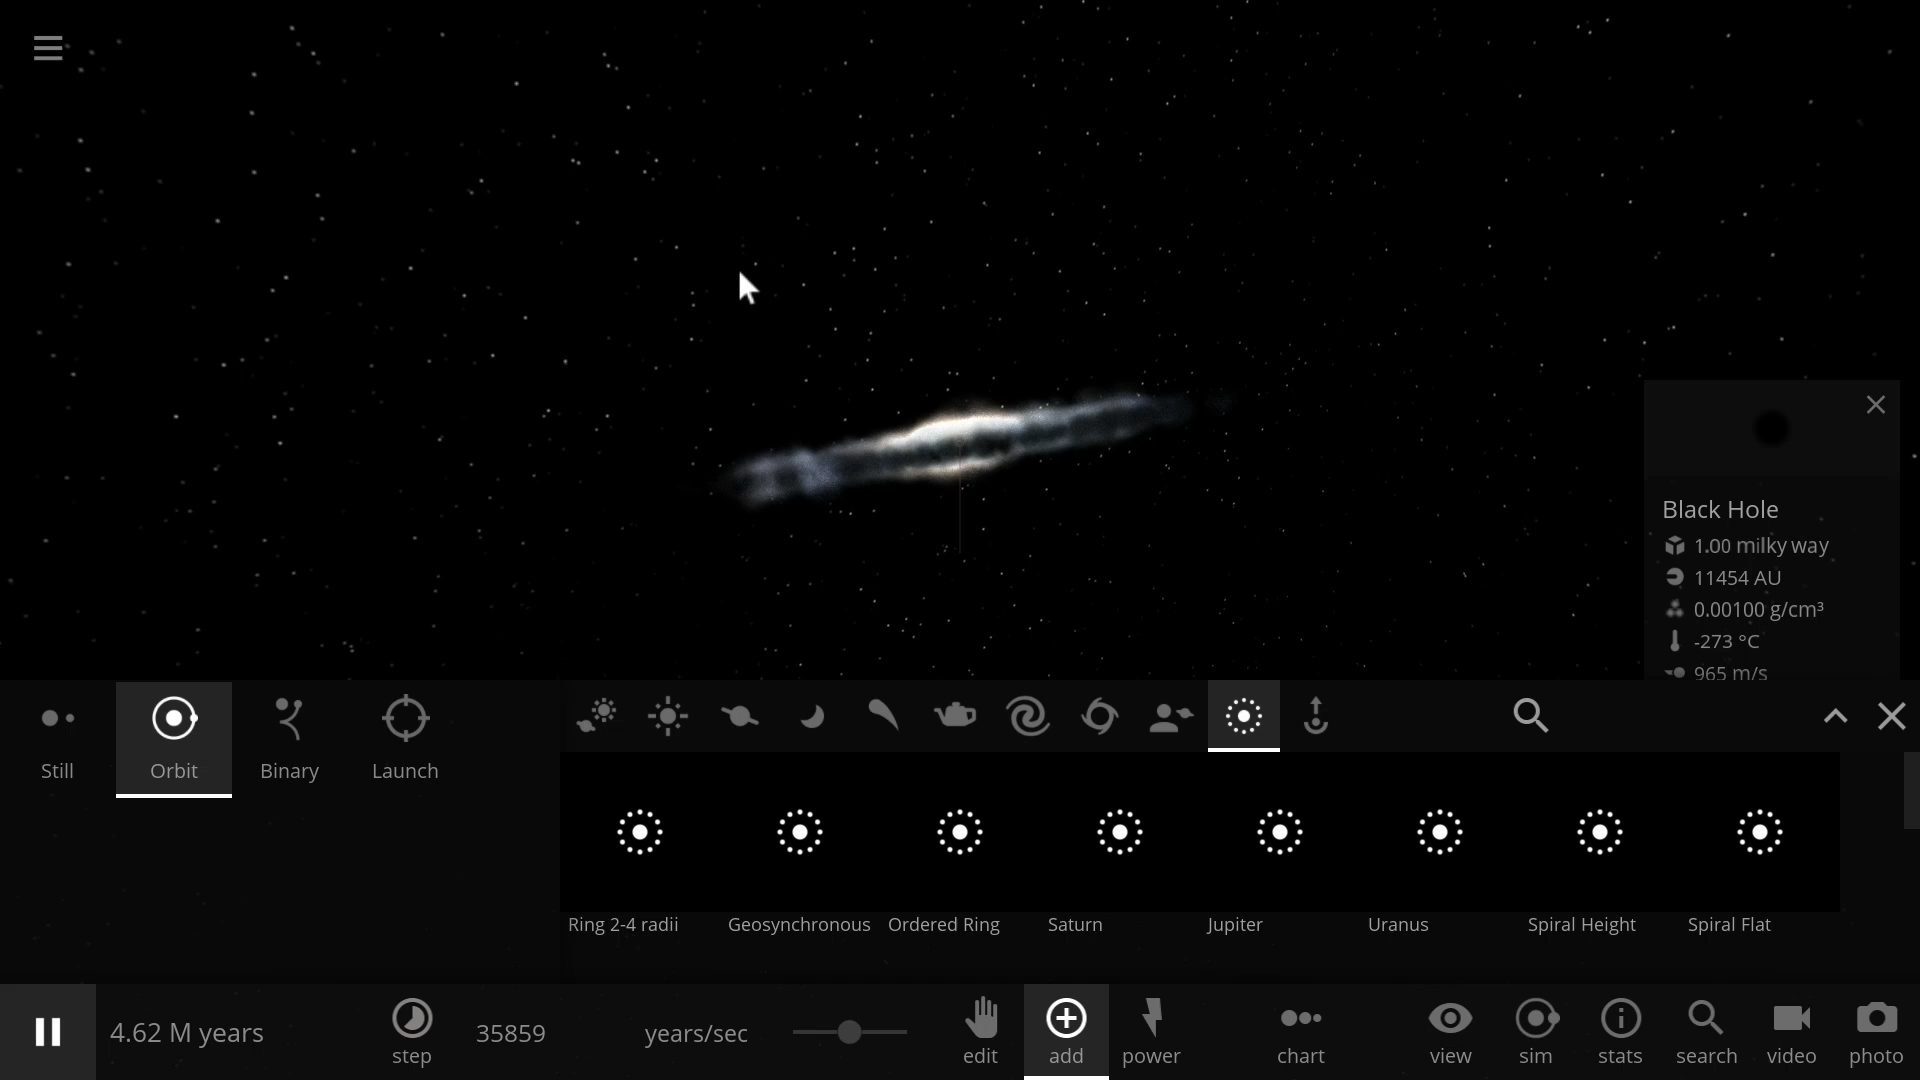 Black Hole
1.00 milky way
11454 AU
0.00100 g/cm³
-273 °C
965 m/s
Still
Orbit
Binary
Launch
Ring 2-4 radii
Geosynchronous
Ordered Ring
Saturn
Jupiter
Uranus
Spiral Height
Spiral Flat
4.62 M years
step
35859
years/sec
edit
add
power
chart
view
sim
stats
search
video
photo